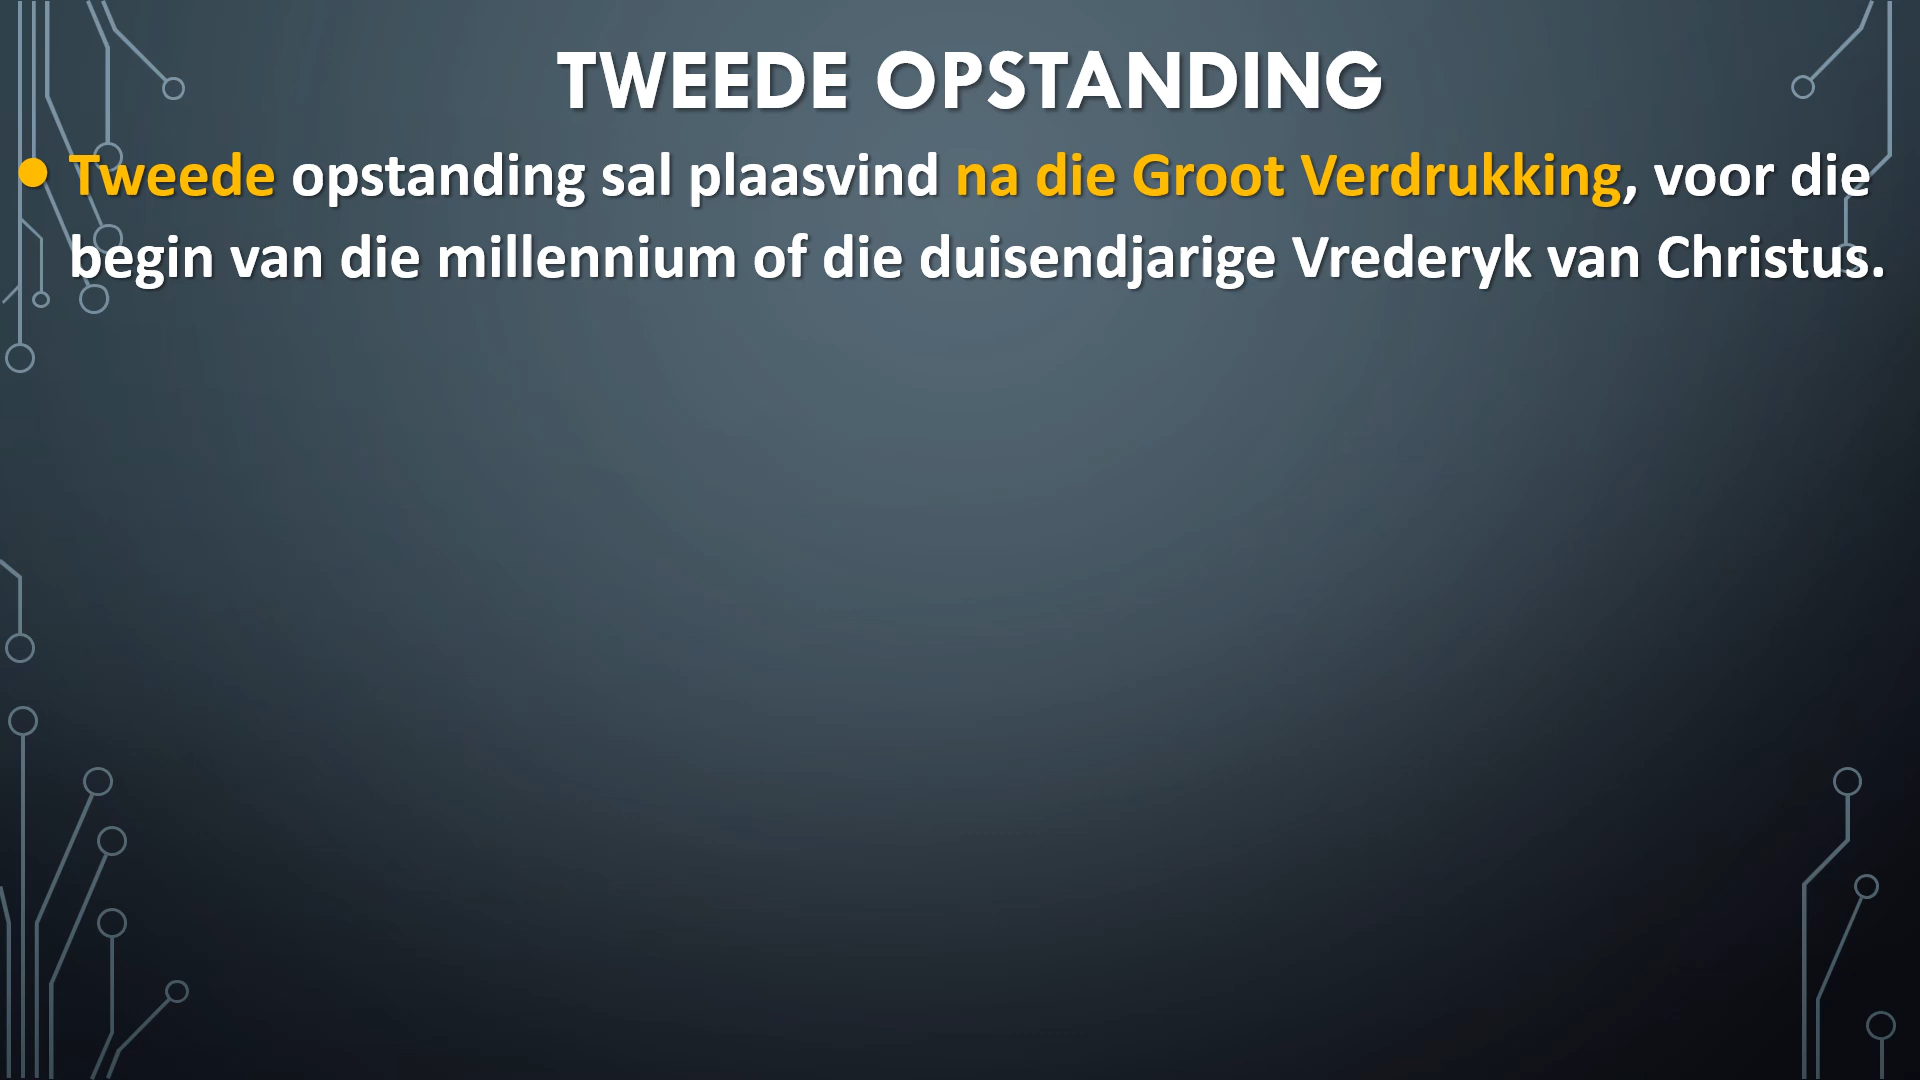 TWEEDE OPSTANDING
• Tweede opstanding sal plaasvind na die Groot Verdrukking, voor die
begin van die millennium of die duisendjarige Vrederyk van Christus.